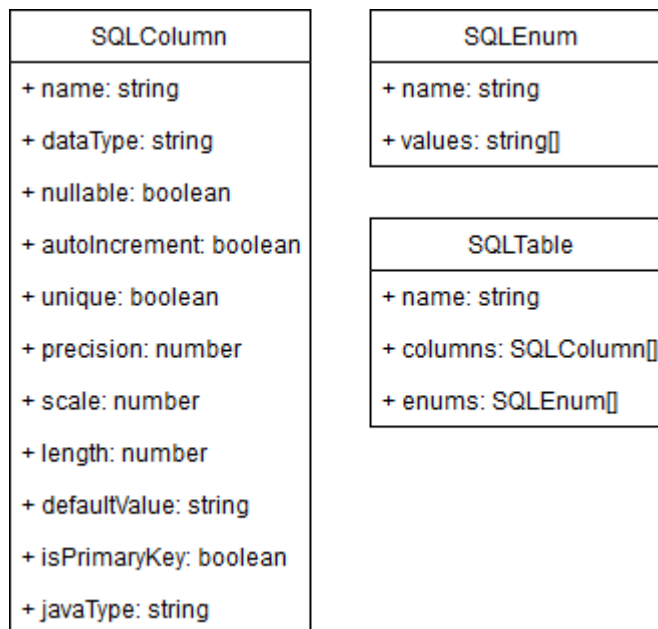 SQLColumn
+ name: string
+ dataType: string
+ nullable: boolean
+ autoIncrement: boolean
+ unique: boolean
+ precision: number
+ scale: number
+ length: number
+ defaultValue: string
+ isPrimaryKey: boolean
+ javaType: string
SQLEnum
+ name: string
+ values: string[]
SQLTable
+ name: string
+ columns: SQLColumn[]
+ enums: SQLEnum[]